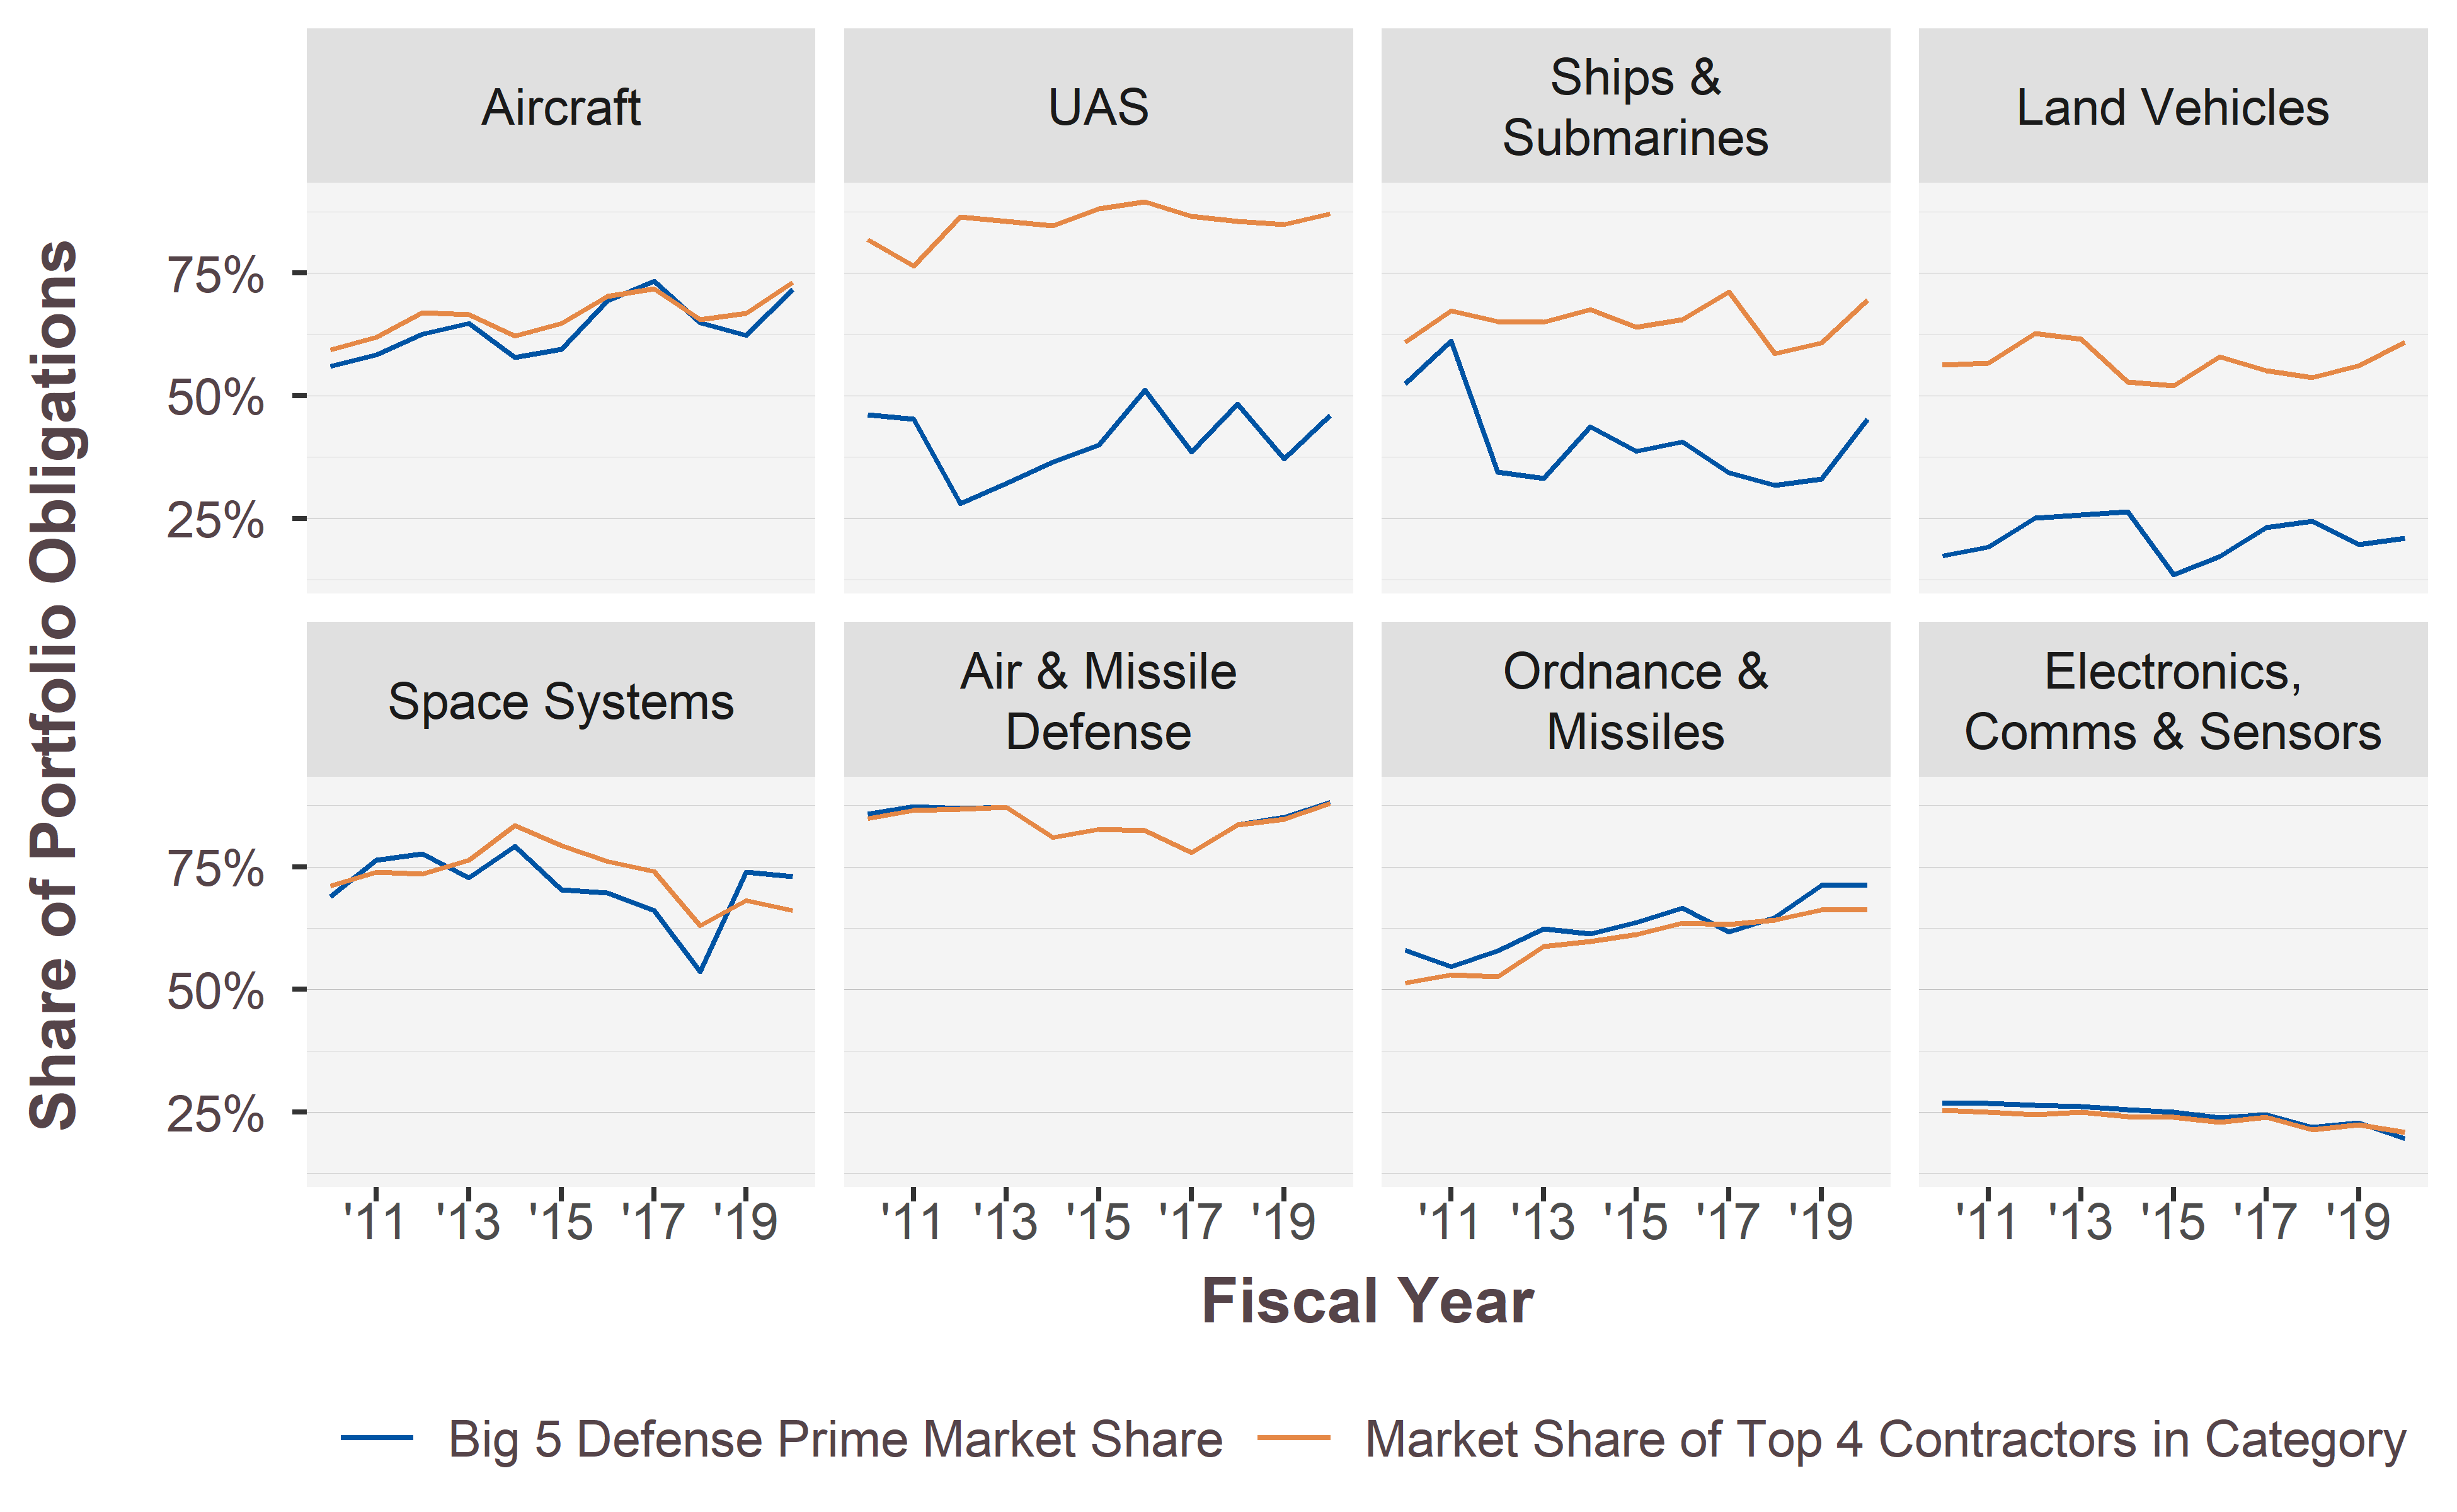 Aircraft
UAS
Ships &
Submarines
Land Vehicles
75%
50%
25%
Share of Portfolio Obligations
Space Systems
Air & Missile
Defense
Ordnance &
Missiles
Electronics,
Comms & Sensors
75%
50%
25%
'11 '13 '15 '17 '19
'11 '13 '15 '17 '19
'11 '13 '15 '17 '19
'11 '13 '15 '17 '19
Fiscal Year
Big 5 Defense Prime Market Share
Market Share of Top 4 Contractors in Category